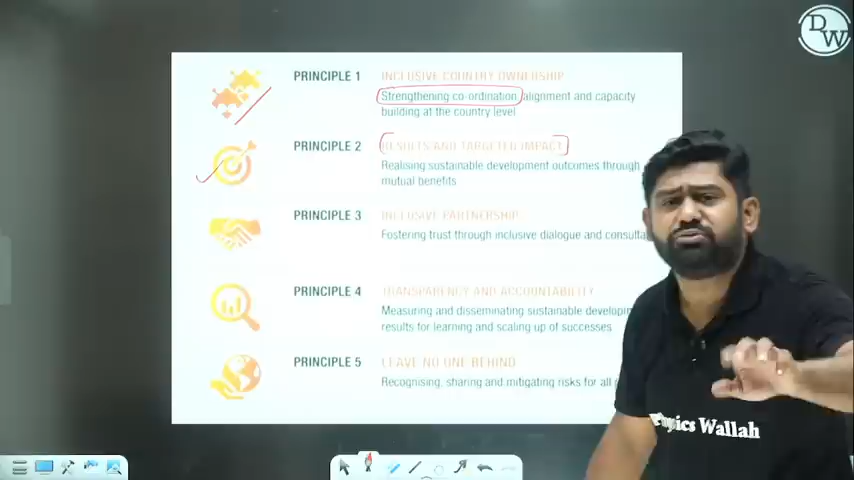 PW
PRINCIPLE 1 INCLUSIVE COUNTRY OWNERSHIP
Strengthening co-ordination alignment and capacity
building at the country level
PRINCIPLE 2 RESULTS AND TARGETED IMPACT
Realising sustainable development outcomes through
mutual benefits
PRINCIPLE 3 INCLUSIVE PARTNERSHIP
Fostering trust through inclusive dialogue and
PRINCIPLE 4 TRANSPARENCY AND ACCOUNTABILITY
Measuring and disseminating sustainable
results for learning and scaling up of successes
PRINCIPLE 5 LEAVE NO ONE BEHIND
Recognising, sharing and mitigating risks for all
Wallah